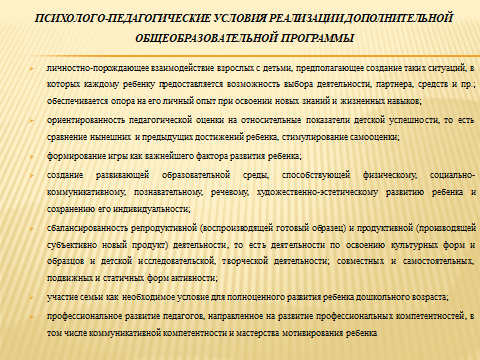 ПСИХОЛОГО-ПЕДАГОГИЧЕСКИЕ УСЛОВИЯ РЕАЛИЗАЦИИ ДОПОЛНИТЕЛЬНОЙ
ОБЩЕОБРАЗОВАТЕЛЬНОЙ ПРОГРАММЫ
личностно-порождающее взаимодействие взрослых с детьми, предполагающее создание таких ситуаций, в
которых каждому ребенку предоставляется возможность выбора деятельности, партнера, средств и пр.;
обеспечивается опора на его личный опыт при освоении новых знаний и жизненных навыков;
ориентированность педагогической оценки на относительные показатели детской успешности, то есть
сравнение нынешних и предыдущих достижений ребенка, стимулирование самооценки;
формирование игры как важнейшего фактора развития ребенка;
создание развивающей образовательной среды, способствующей физическому, социально-
коммуникативному, познавательному, речевому, художественно-эстетическому развитию ребенка и
сохранению его индивидуальности;
сбалансированность репродуктивной (воспроизводящей готовый образец) и продуктивной (производящей
субъективно новый продукт) деятельности, то есть деятельности по освоению культурных форм и
образцов и детской исследовательской, творческой деятельности; совместных и самостоятельных,
подвижных и статичных форм активности;
участие семьи как необходимое условие для полноценного развития ребенка дошкольного возраста;
профессиональное развитие педагогов, направленное на развитие профессиональных компетентностей, в
том числе коммуникативной компетентности и мастерства мотивирования ребенка